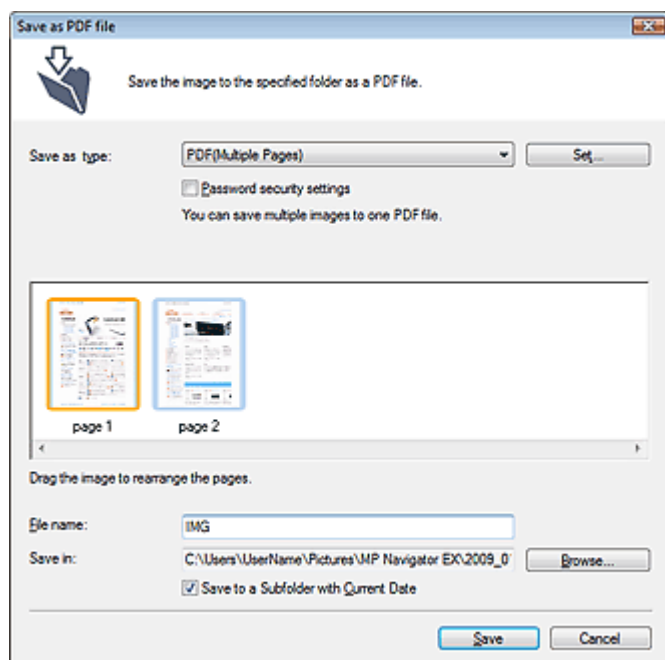 Save as PDF file
Save the image to the specified folder as a PDF file.
Save as type:
PDF(Multiple Pages)
Set...
Password security settings
You can save multiple images to one PDF file.
page 1
page 2
Drag the image to rearrange the pages.
File name:
IMG
Save in:
C:\Users\UserName\Pictures\MP Navigator EX\2009_0
Browse...
Save to a Subfolder with Current Date
Save
Cancel